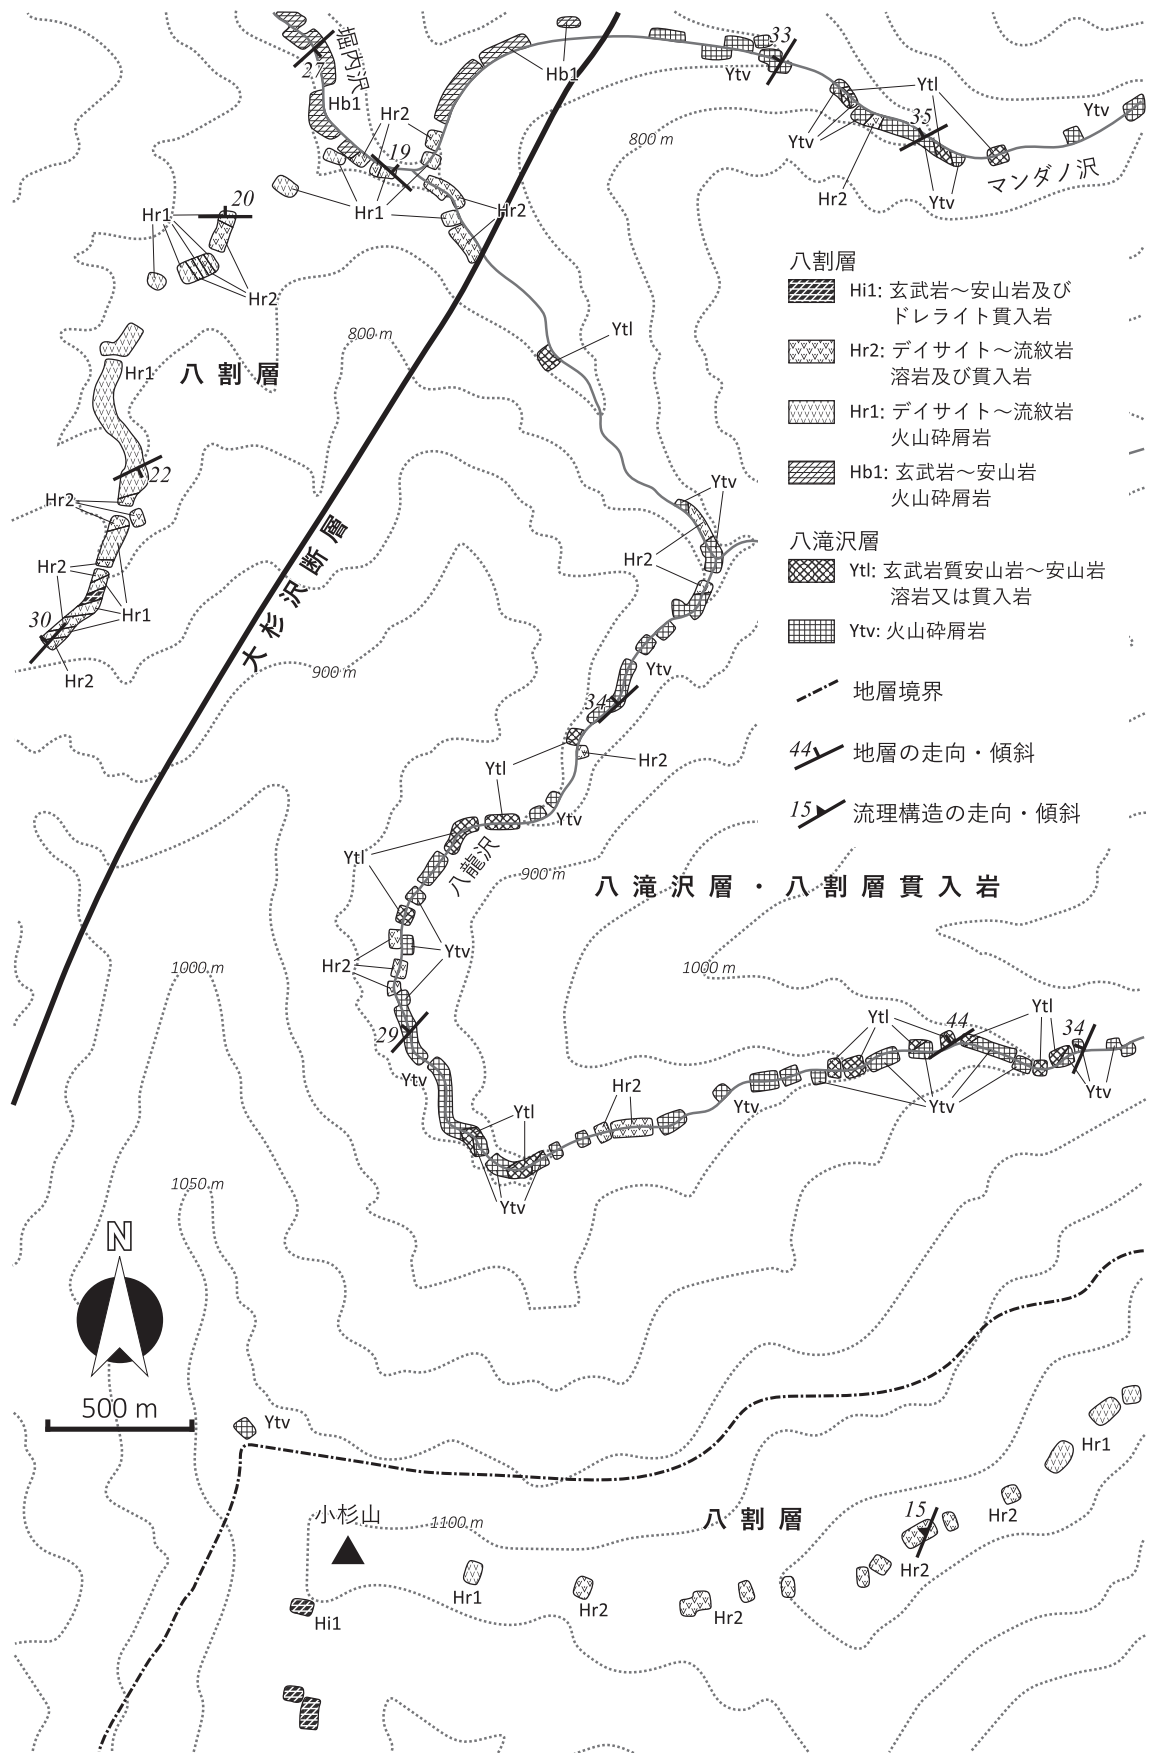 33
堀内沢
27
Hb1
Ytv
Hb1
Ytl
Ytv
Hr2
35
800 m
Ytv
19
マンダノ沢
Hr2
Ytv
20
Hr1
Hr1
Hr2
Hr2
800 m
Ytl
Hr1
八割層
22
Hr2
Ytv
Hr2
大杉沢断層
Hr2
Hr1
30
Hr2
900 m
Ytv
34
Ytl
Hr2
Ytv
Ytl
八龍沢
900 m
八滝沢層・八割層貫入岩
Ytv
Hr2
1000 m
1000 m
Ytl
44
Ytl
34
29
Ytv
Hr2
Ytv
Ytv
Ytv
Ytl
Ytv
1050 m
N
500 m
Ytv
Hr1
小杉山
1100 m
八割層
15
Hr2
Hr2
Hr1
Hr2
Hr2
Hi1
八割層
Hi1: 玄武岩～安山岩及び
ドレライト貫入岩
Hr2: デイサイト～流紋岩
溶岩及び貫入岩
Hr1: デイサイト～流紋岩
火山砕屑岩
Hb1: 玄武岩～安山岩
火山砕屑岩
八滝沢層
Ytl: 玄武岩質安山岩～安山岩
溶岩又は貫入岩
Ytv: 火山砕屑岩
地層境界
44 地層の走向・傾斜
15 流理構造の走向・傾斜